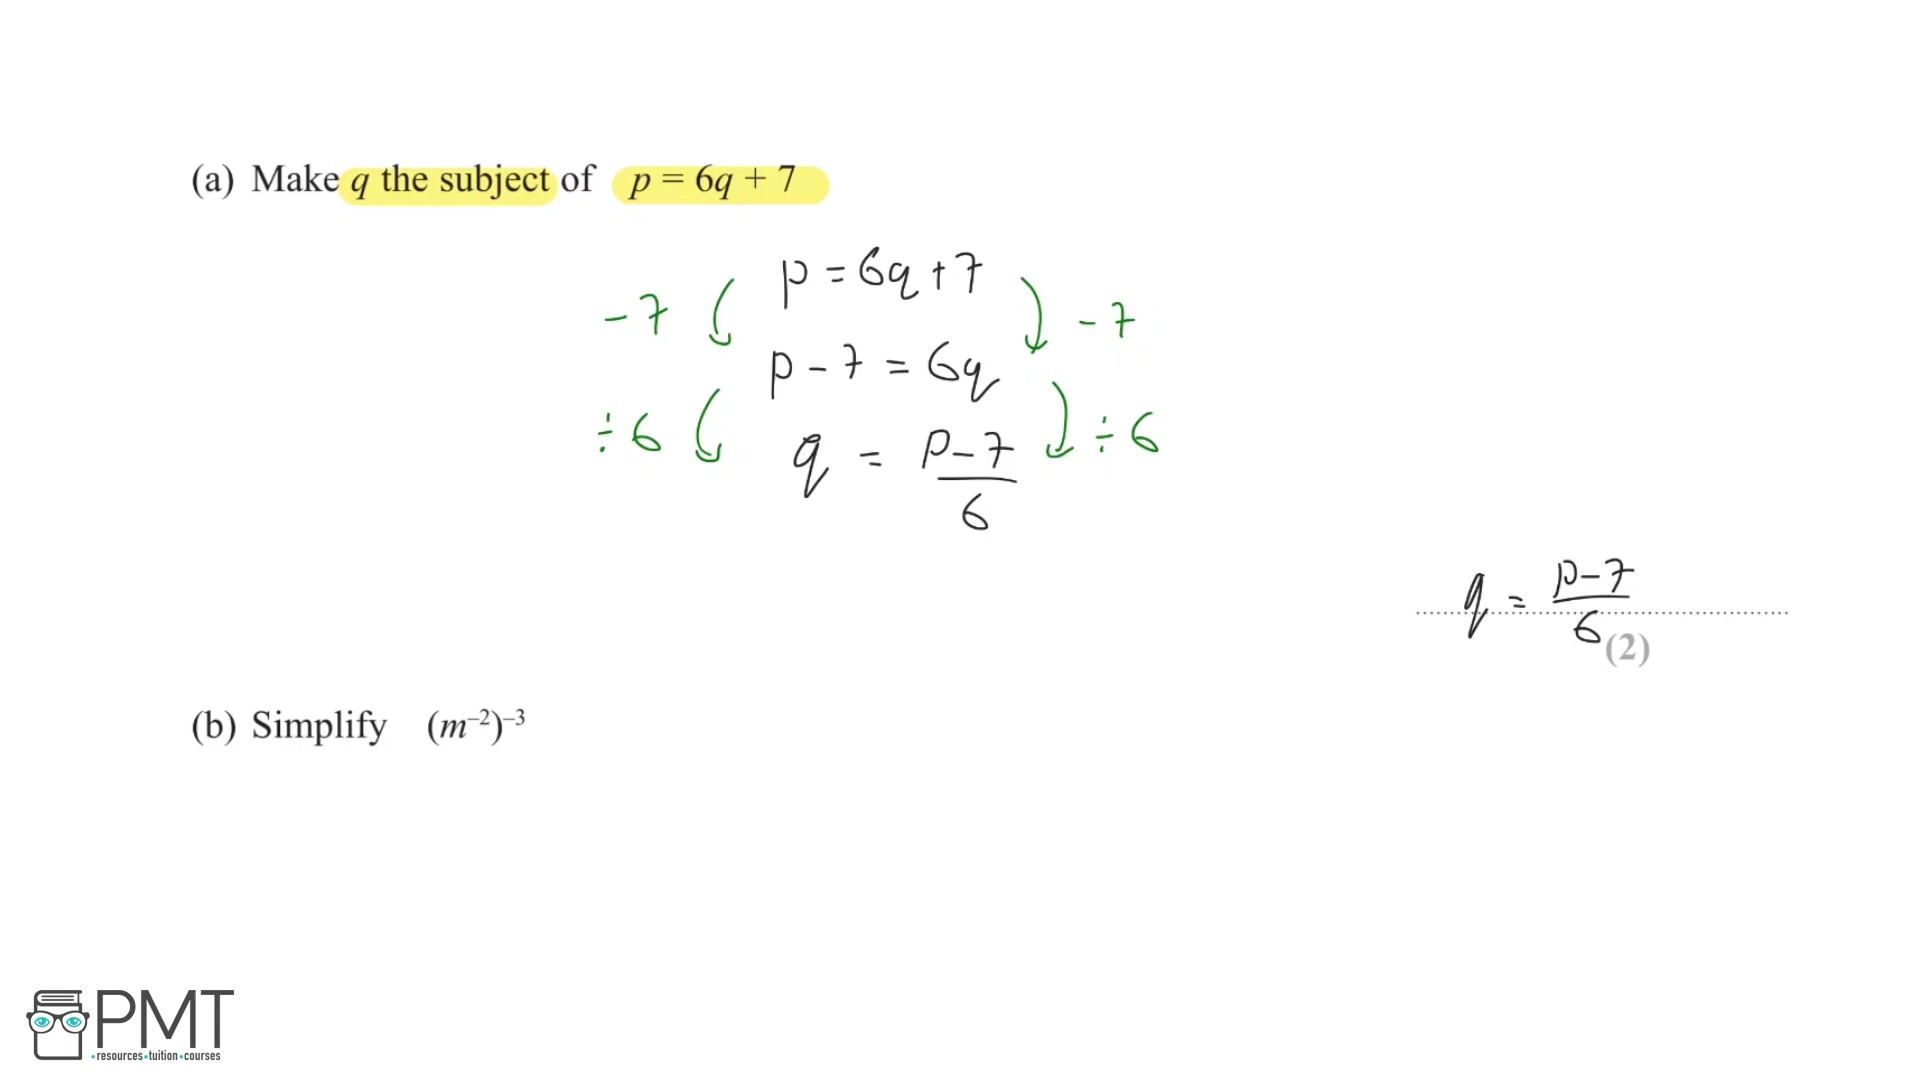 (a) Make q the subject of p = 6q + 7
p = 6q + 7
-7 -7
p - 7 = 6q
÷6 ÷6
q = p-7/6
q = p-7/6
(2)
(b) Simplify (m⁻²)⁻³
PMT
•resources•tuition•courses